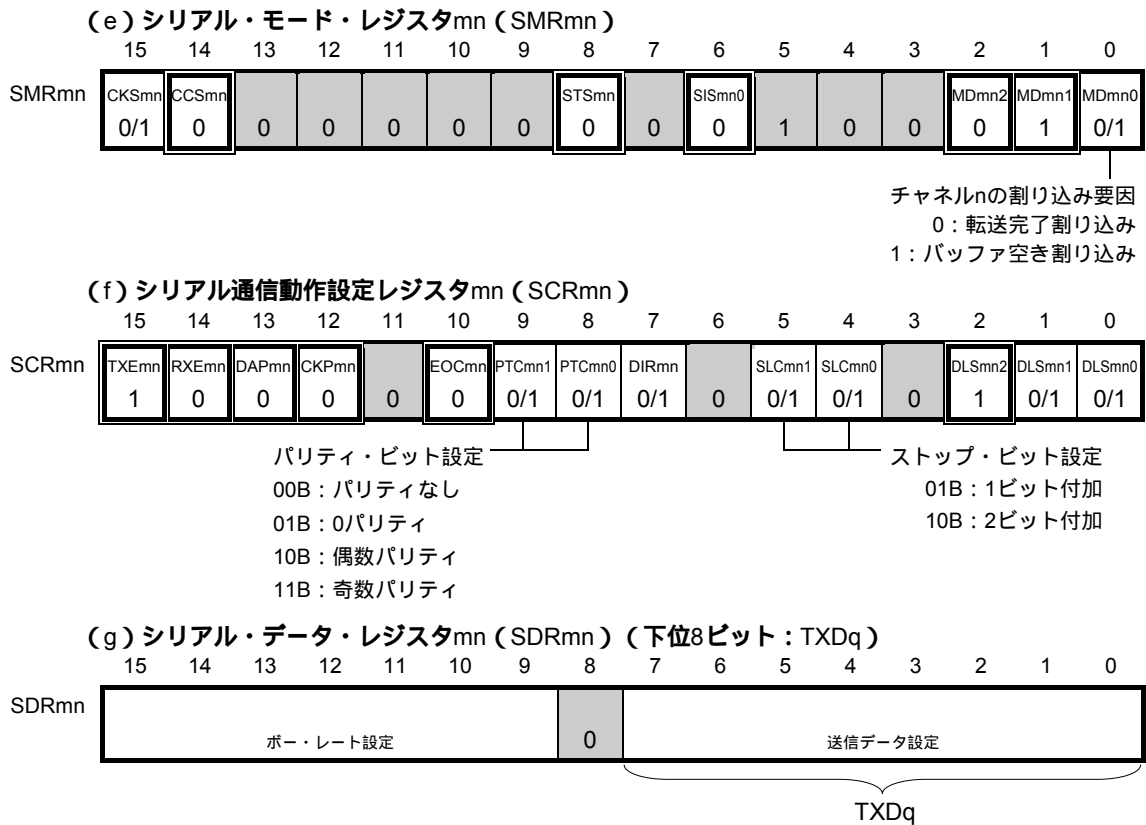 （e）シリアル・モード・レジスタmn（SMRmn）
15 14 13 12 11 10 9 8 7 6 5 4 3 2 1 0
SMRmn CKSmn CCSmn STSmn SISmn0 MDmn2 MDmn1 MDmn0
0/1 0 0 0 0 0 0 0 0 0 1 0 0 0 1 0/1
チャネルnの割り込み要因
0：転送完了割り込み
1：バッファ空き割り込み
（f）シリアル通信動作設定レジスタmn（SCRmn）
15 14 13 12 11 10 9 8 7 6 5 4 3 2 1 0
SCRmn TXEmn RXEmn DAPmn CKPmn EOCmn PTCmn1 PTCmn0 DIRmn SLCmn1 SLCmn0 DLSmn2 DLSmn1 DLSmn0
1 0 0 0 0 0 0/1 0/1 0/1 0 0/1 0/1 0 1 0/1 0/1
パリティ・ビット設定
00B：パリティなし
01B：0パリティ
10B：偶数パリティ
11B：奇数パリティ
ストップ・ビット設定
01B：1ビット付加
10B：2ビット付加
（g）シリアル・データ・レジスタmn（SDRmn）（下位8ビット：TXDq）
15 14 13 12 11 10 9 8 7 6 5 4 3 2 1 0
SDRmn
ボー・レート設定 0 送信データ設定
TXDq